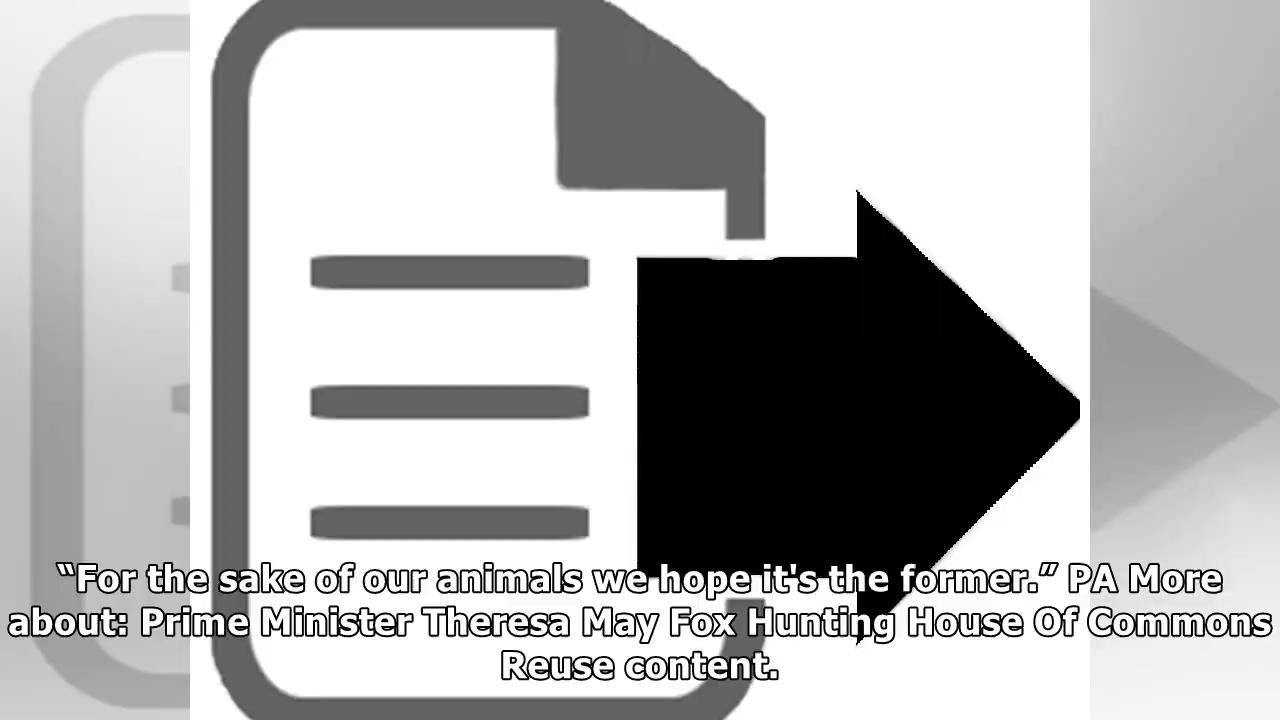 “For the sake of our animals we hope it's the former.” PA More
about: Prime Minister Theresa May Fox Hunting House Of Commons
Reuse content.